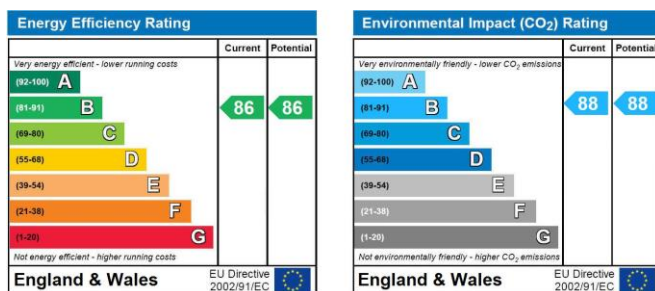 Energy Efficiency Rating
Current Potential
Very energy efficient - lower running costs
(92-100) A
(81-91) B
86 86
(69-80) C
(55-68) D
(39-54) E
(21-38) F
(1-20) G
Not energy efficient - higher running costs
England & Wales
EU Directive
2002/91/EC
Environmental Impact (CO₂) Rating
Current Potential
Very environmentally friendly - lower CO₂ emissions
(92-100) A
(81-91) B
88 88
(69-80) C
(55-68) D
(39-54) E
(21-38) F
(1-20) G
Not environmentally friendly - higher CO₂ emissions
England & Wales
EU Directive
2002/91/EC